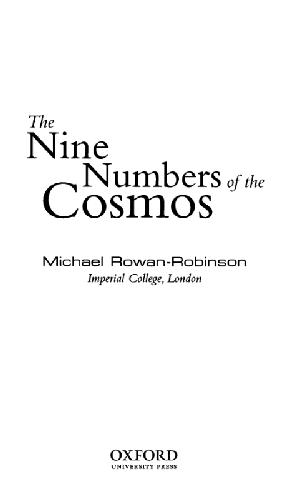 The
Nine
Numbers of the
Cosmos
Michael Rowan-Robinson
Imperial College, London
OXFORD
UNIVERSITY PRESS